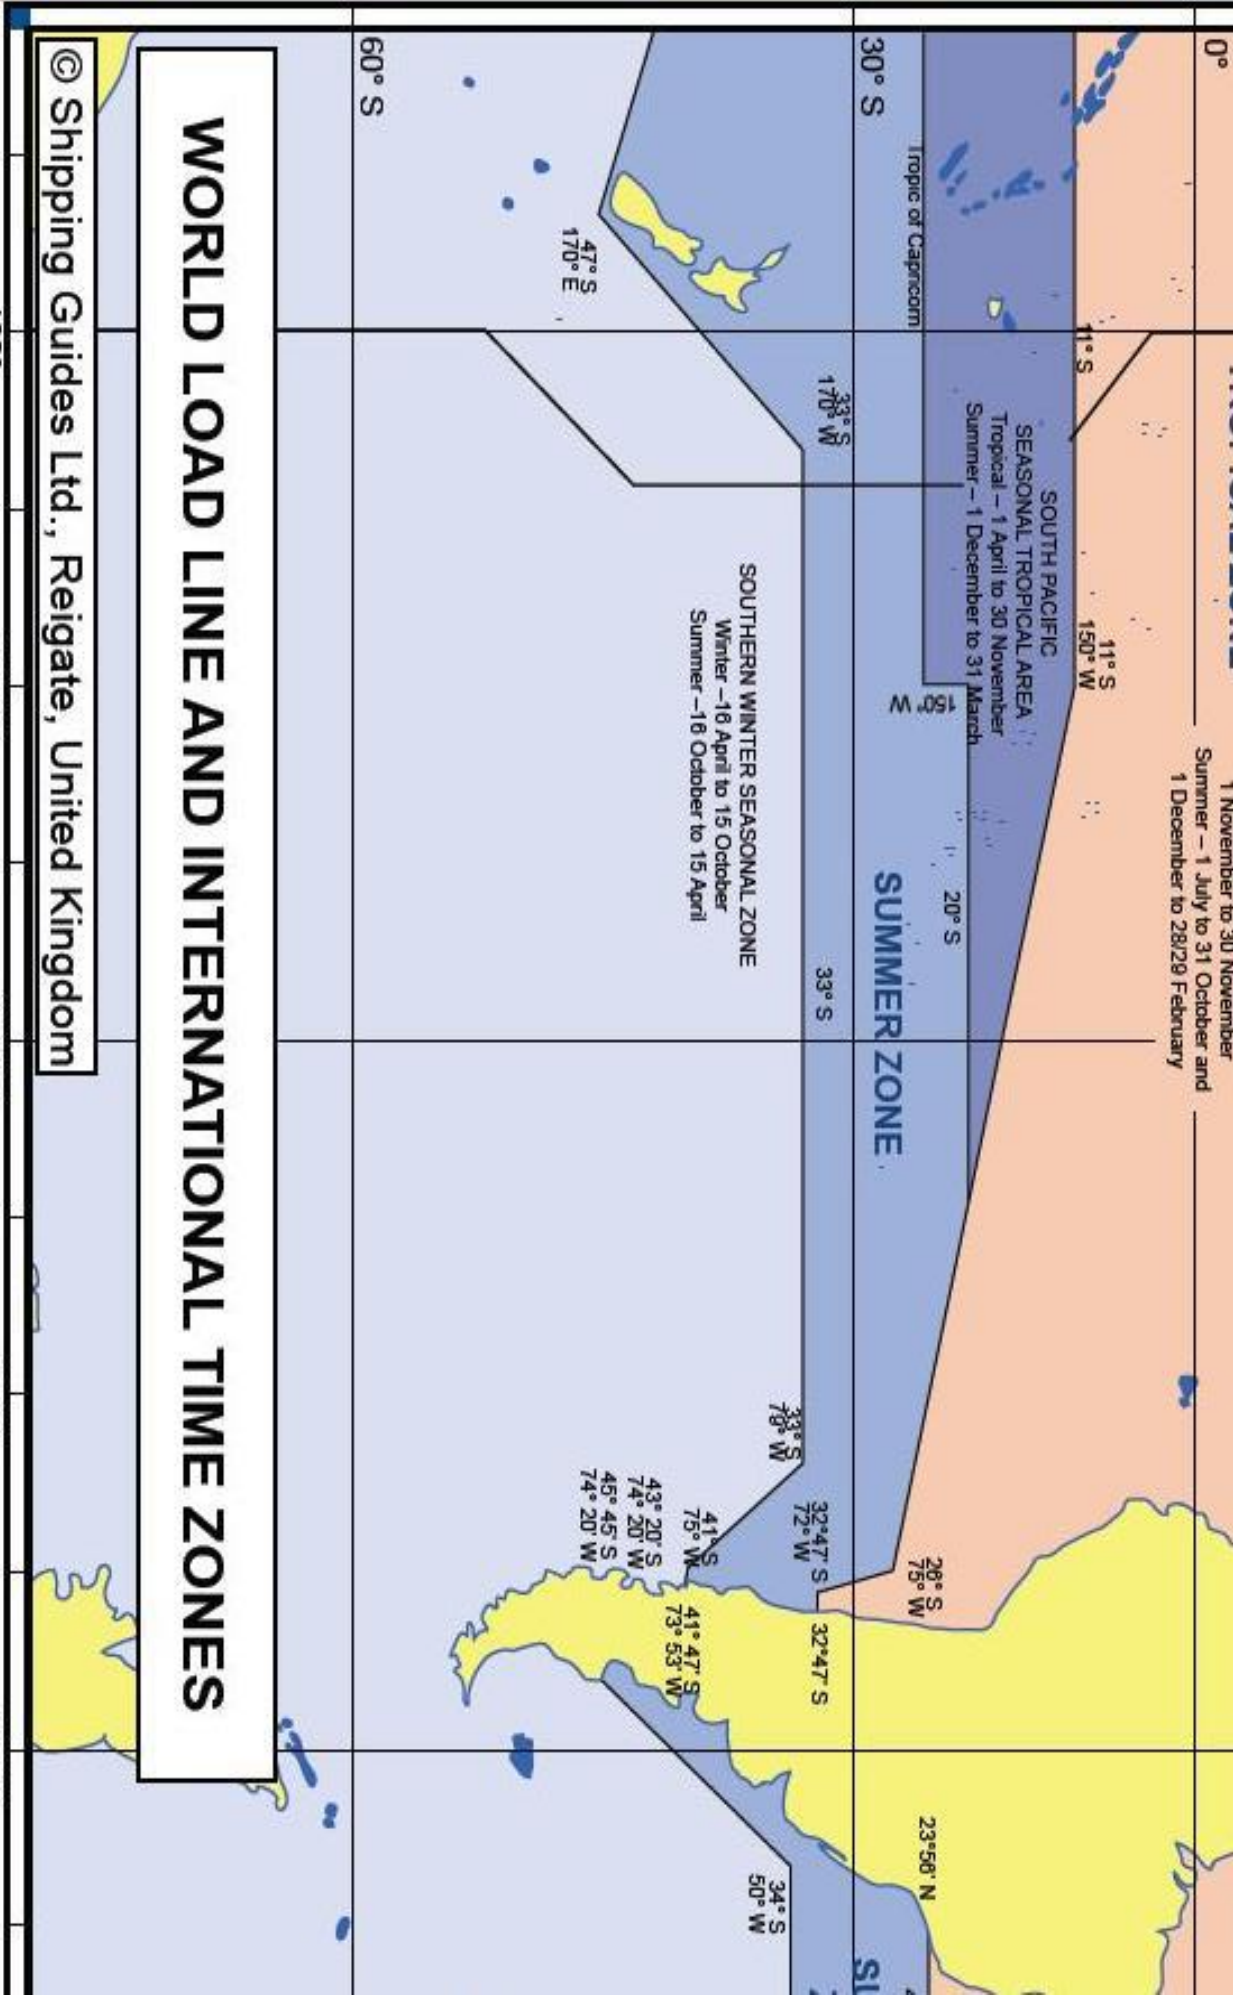 0°
1 November to 30 November
Summer – 1 July to 31 October and
1 December to 28/29 February
11° S
11° S
150° W
SOUTH PACIFIC
SEASONAL TROPICAL AREA
Tropical – 1 April to 30 November
Summer – 1 December to 31 March
Tropic of Capricorn
150° W
20° S
SUMMER ZONE
26° S
75° W
23°56' N
30° S
33° S
170° W
33° S
32°47' S
72° W
32°47' S
33° S
79° W
34° S
50° W
SOUTHERN WINTER SEASONAL ZONE
Winter –16 April to 15 October
Summer –16 October to 15 April
41° S
75° W
41° 47' S
73° 53' W
43° 20' S
74° 20' W
45° 45' S
74° 20' W
47° S
170° E
60° S
WORLD LOAD LINE AND INTERNATIONAL TIME ZONES
© Shipping Guides Ltd., Reigate, United Kingdom